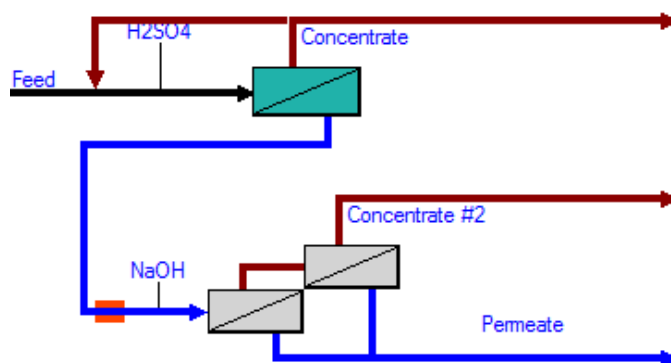 H2SO4
Concentrate
Feed
Concentrate #2
NaOH
Permeate